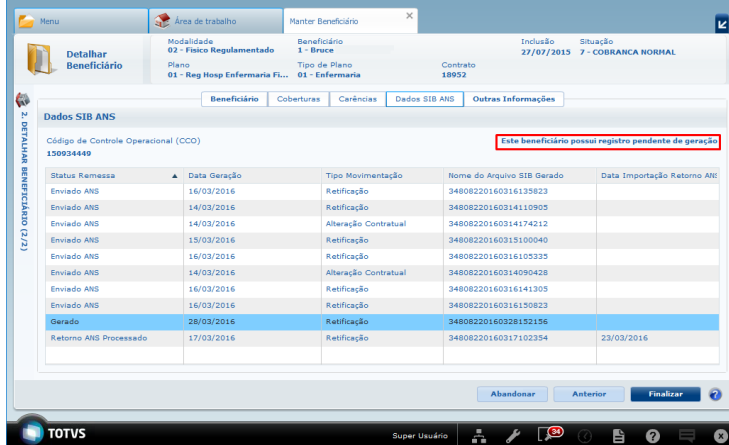 Menu
Área de trabalho
Manter Beneficiário
Detalhar Beneficiário
Modalidade
02 - Fisico Regulamentado
Beneficiário
1 - Bruce
Inclusão
27/07/2015
Situação
7 - COBRANCA NORMAL
Plano
01 - Reg Hosp Enfermaria Fi...
Tipo de Plano
01 - Enfermaria
Contrato
18952
2. DETALHAR BENEFICIÁRIO (2/2)
Beneficiário Coberturas Carências Dados SIB ANS Outras Informações
Dados SIB ANS
Código de Controle Operacional (CCO)
150934449
Este beneficiário possui registro pendente de geração
Status Remessa Data Geração Tipo Movimentação Nome do Arquivo SIB Gerado Data Importação Retorno ANS
Enviado ANS 16/03/2016 Retificação 34808220160316135823
Enviado ANS 14/03/2016 Retificação 34808220160314110905
Enviado ANS 14/03/2016 Alteração Contratual 34808220160314174212
Enviado ANS 15/03/2016 Retificação 34808220160315100040
Enviado ANS 16/03/2016 Retificação 34808220160316105335
Enviado ANS 14/03/2016 Alteração Contratual 34808220160314090428
Enviado ANS 16/03/2016 Retificação 34808220160316141305
Enviado ANS 16/03/2016 Retificação 34808220160316150823
Gerado 28/03/2016 Retificação 34808220160328152156
Retorno ANS Processado 17/03/2016 Retificação 34808220160317102354 23/03/2016
Abandonar Anterior Finalizar
TOTVS
Super Usuário
34